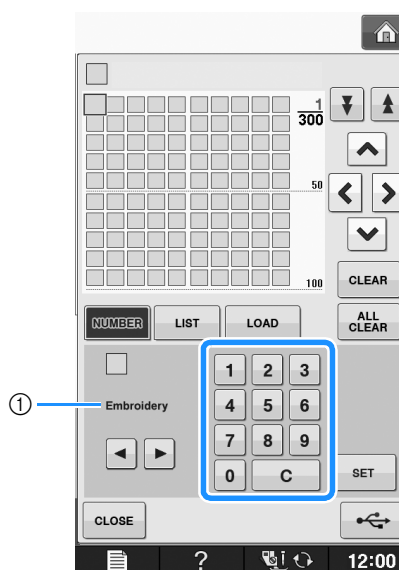 1
300
50
100
CLEAR
NUMBER
LIST
LOAD
ALL
CLEAR
1 2 3
① Embroidery
4 5 6
7 8 9
0 C
SET
CLOSE
? 12:00